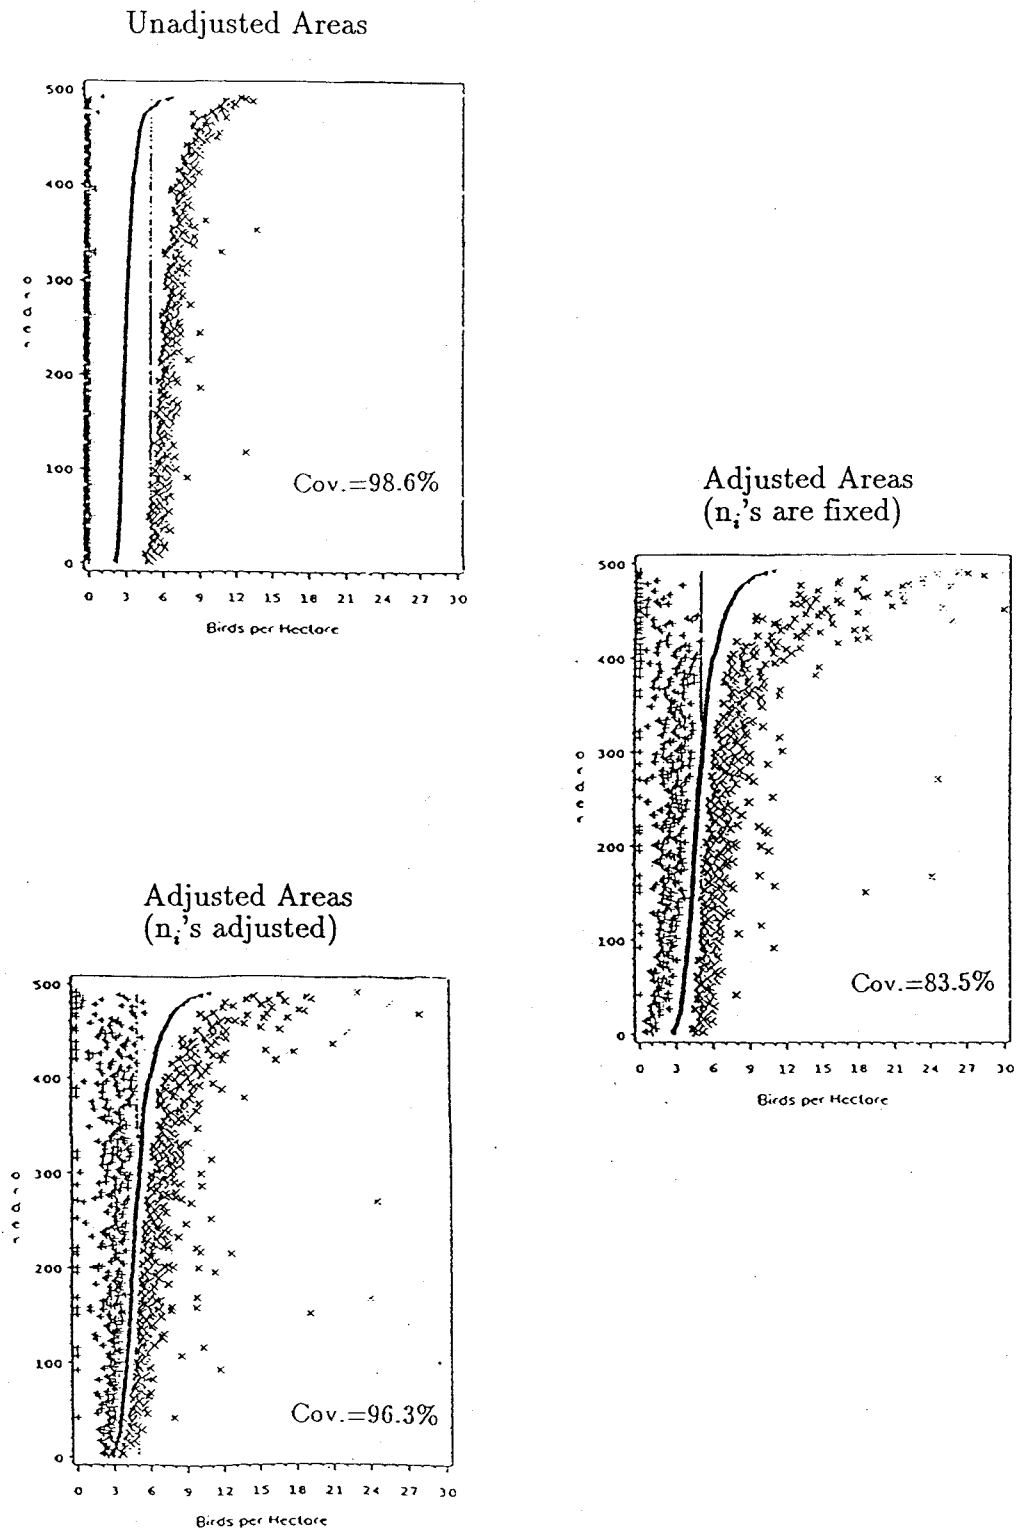 Unadjusted Areas
500
400
300
200
100
0
Cov.=98.6%
0 3 6 9 12 15 18 21 24 27 30
Birds per Hectare
Adjusted Areas
(nᵢ's are fixed)
500
400
300
200
100
0
Cov.=83.5%
0 3 6 9 12 15 18 21 24 27 30
Birds per Hectare
Adjusted Areas
(nᵢ's adjusted)
500
400
300
200
100
0
Cov.=96.3%
0 3 6 9 12 15 18 21 24 27 30
Birds per Hectare